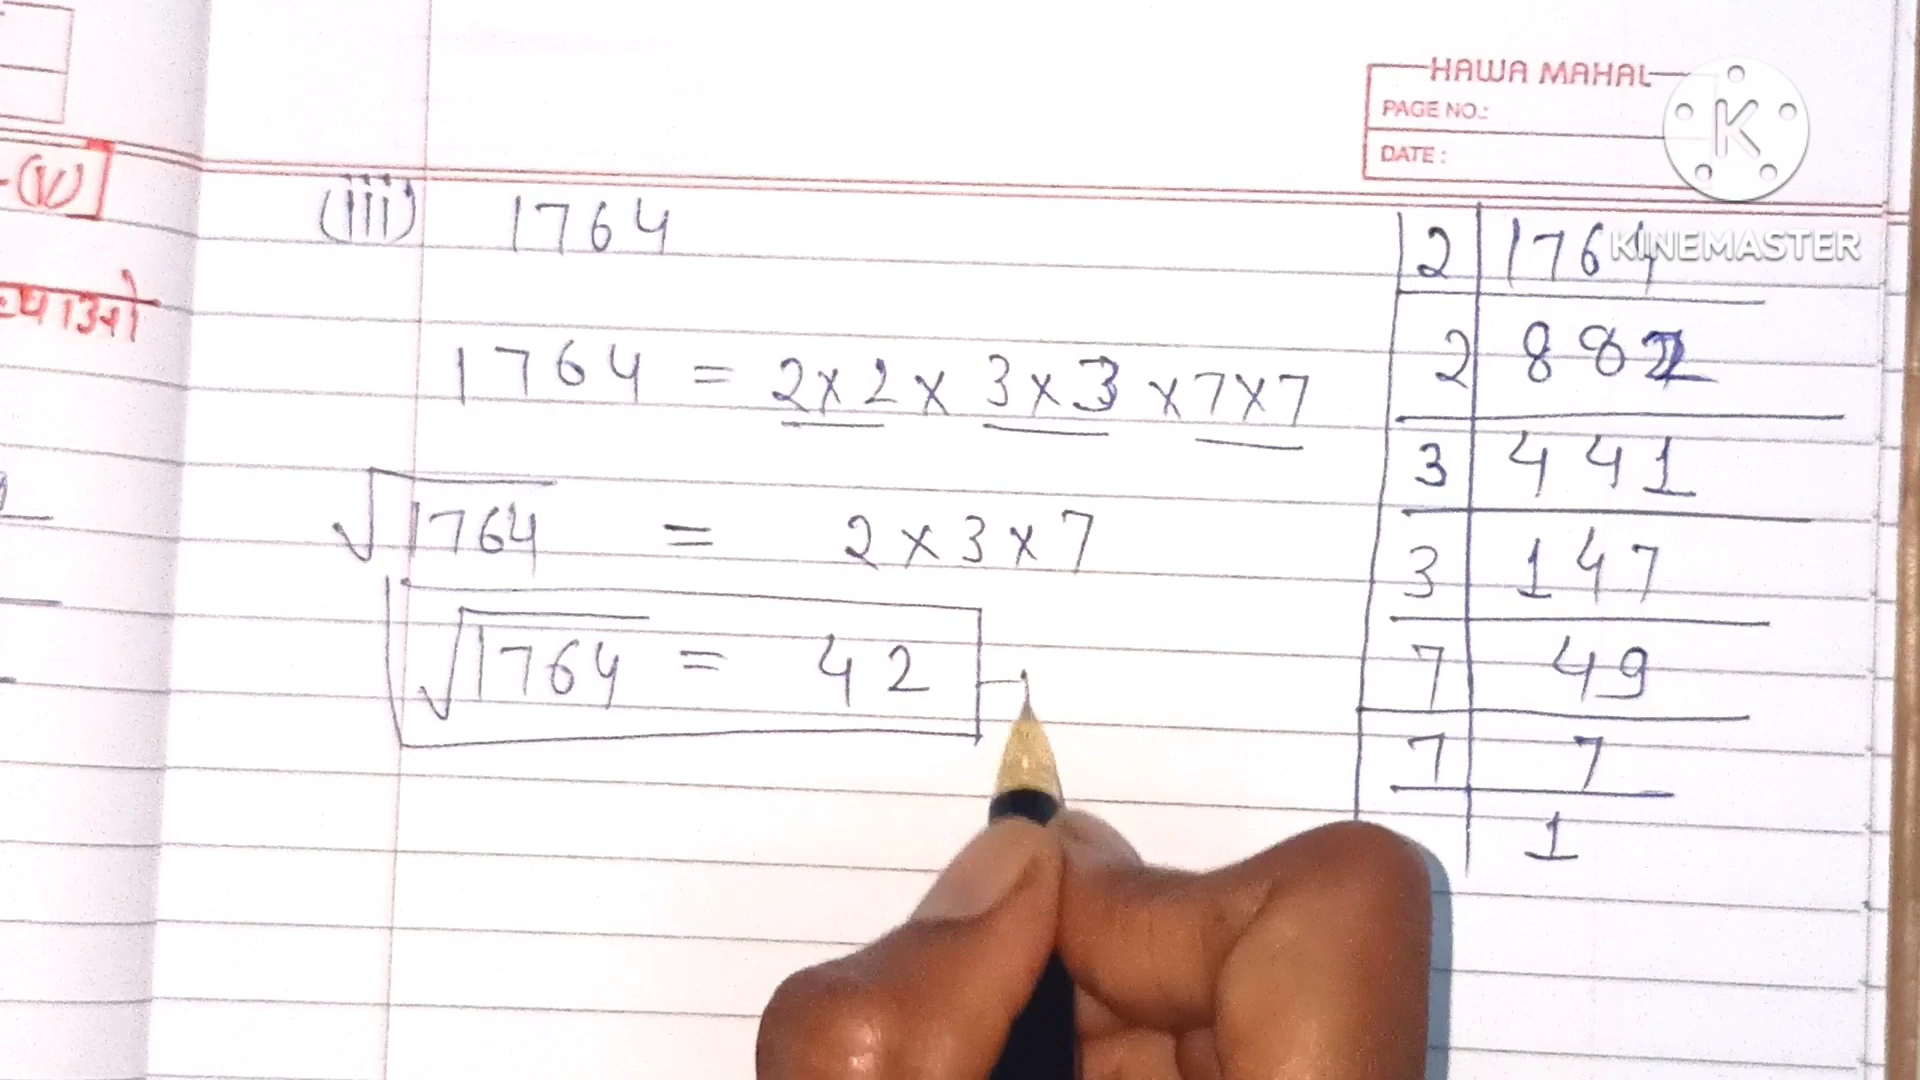 HAWA MAHAL
PAGE NO.:
DATE :
K
KINEMASTER
(V)
(iii) 1764
1764 = 2×2× 3×3 ×7×7
√1764 = 2×3×7
√1764 = 42
2 | 1764
2 | 882
3 | 441
3 | 147
7 | 49
7 | 7
1